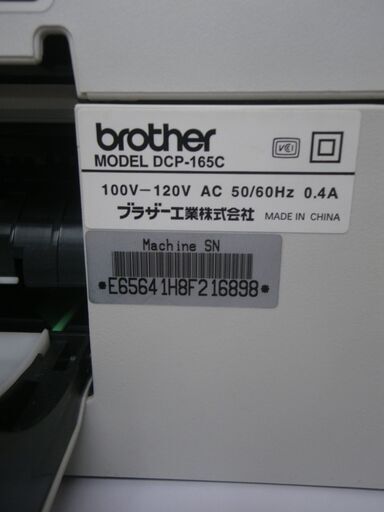 brother
MODEL DCP-165C
VCI
100V-120V AC 50/60Hz 0.4A
ブラザー工業株式会社 MADE IN CHINA
Machine SN
*E65641H8F216898*